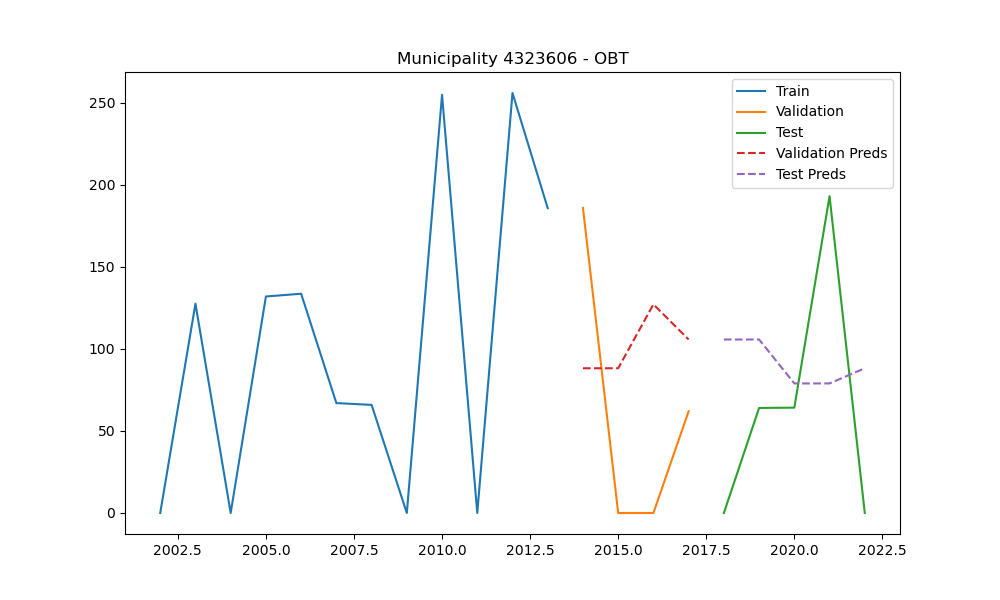 Municipality 4323606 - OBT
250
200
150
100
50
0
2002.5 2005.0 2007.5 2010.0 2012.5 2015.0 2017.5 2020.0 2022.5
Train
Validation
Test
Validation Preds
Test Preds